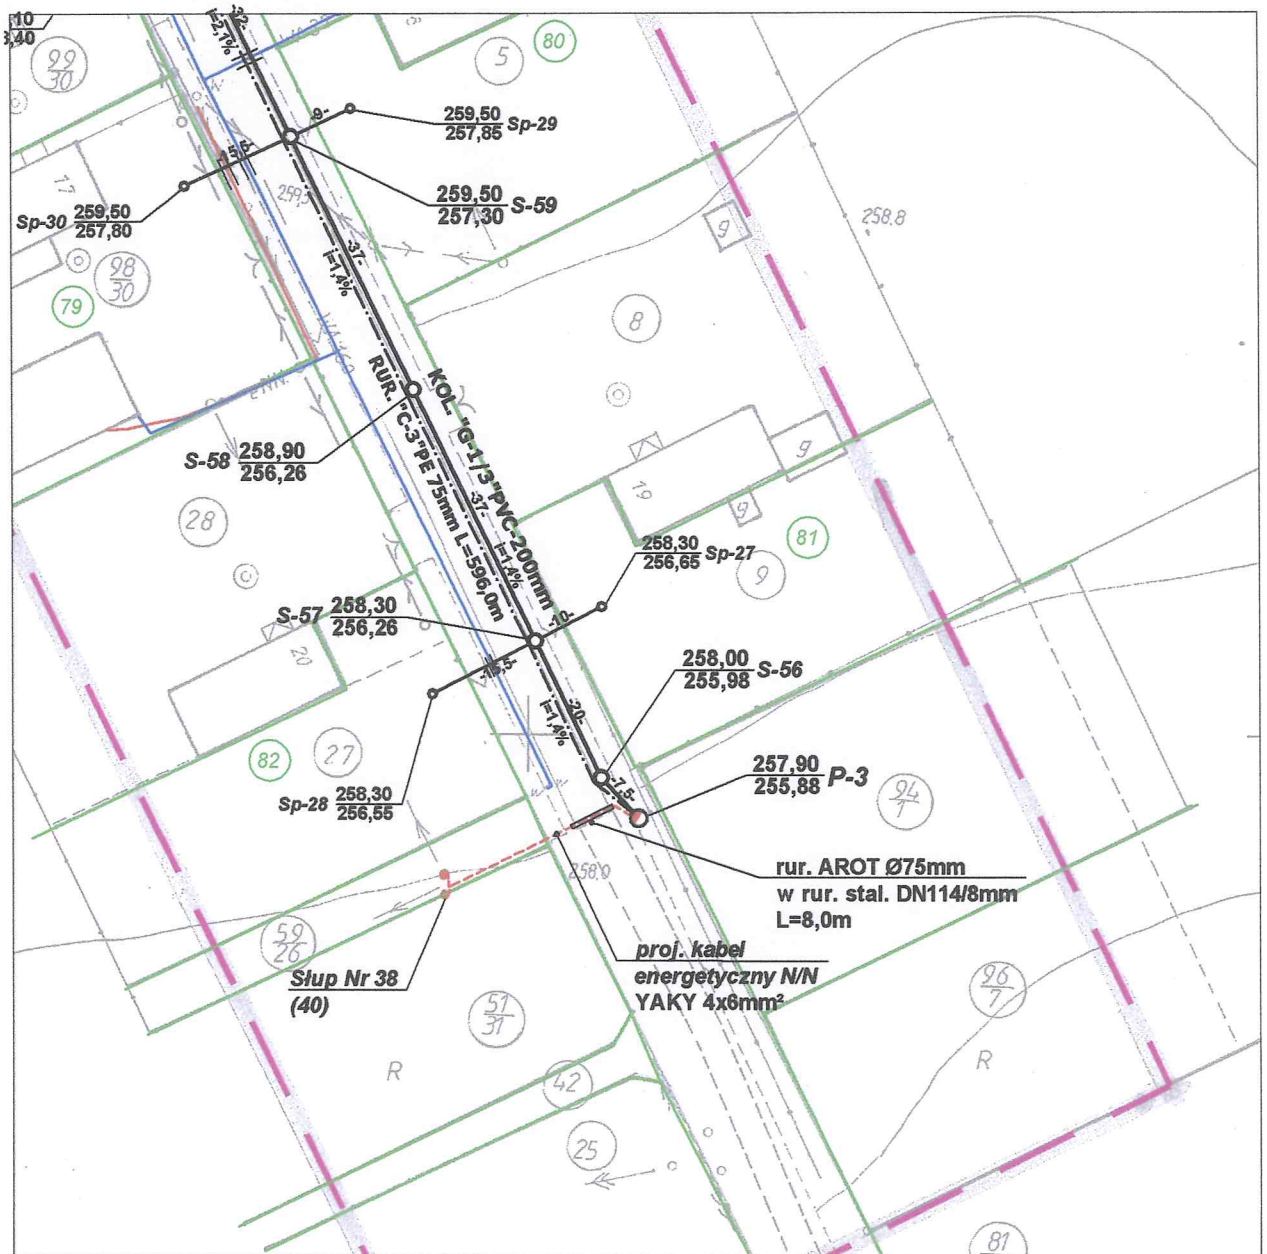 ,10
3,40
-32-
i=2,1%
99
30
5
80
-9-
259,50
257,85 Sp-29
17
259,50
257,30 S-59
Sp-30 259,50
257,80
259,3
258.8
9
98
30
-37-
i=1,4%
79
8
KOL. "G-1/3"PVC-200mm
RUR. "C-3"PE 75mm L=596,0m
S-58 258,90
256,26
9
19
9
28
-37-
i=1,4%
81
258,30
256,65 Sp-27
9
S-57 258,30
256,26
-10-
20
258,00
255,98 S-56
-20-
i=1,4%
82
27
257,90
255,88 P-3
-7,5-
Sp-28 258,30
256,55
94
1
rur. AROT Ø75mm
w rur. stal. DN114/8mm
L=8,0m
258,0
59
26
proj. kabel
energetyczny N/N
YAKY 4x6mm²
Słup Nr 38
(40)
96
7
51
31
R
R
42
25
81